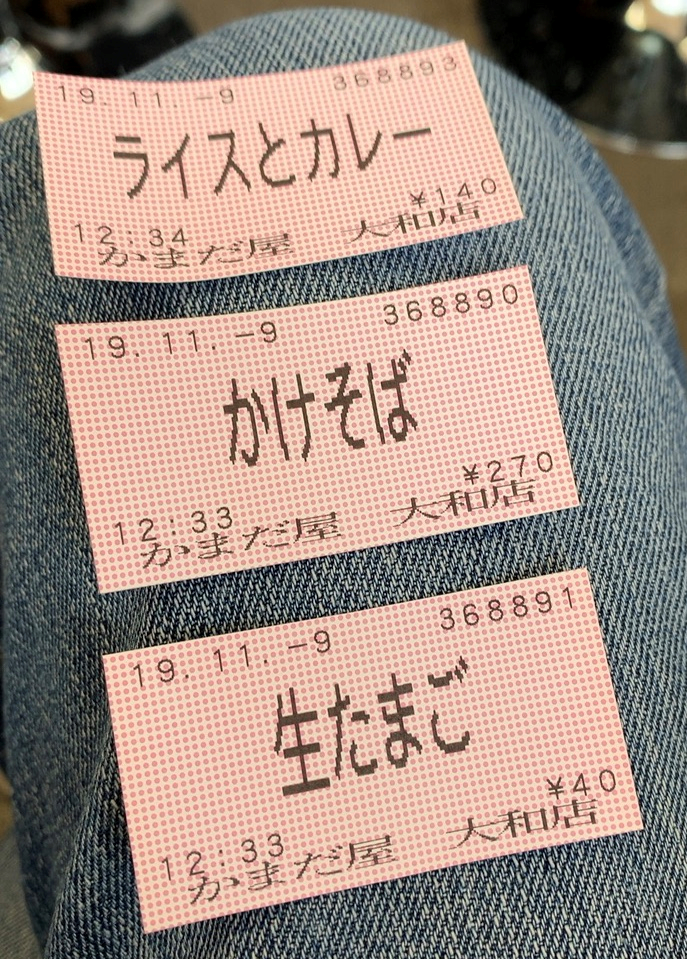 19.11.-9 368893
ライスとカレー
¥140
12:34
かまだ屋 大和店
19.11.-9 368890
かけそば
¥270
12:33
かまだ屋 大和店
19.11.-9 368891
生たまご
¥40
12:33
かまだ屋 大和店